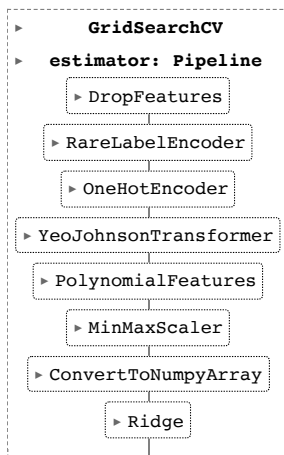 GridSearchCV
estimator: Pipeline
DropFeatures
RareLabelEncoder
OneHotEncoder
YeoJohnsonTransformer
PolynomialFeatures
MinMaxScaler
ConvertToNumpyArray
Ridge